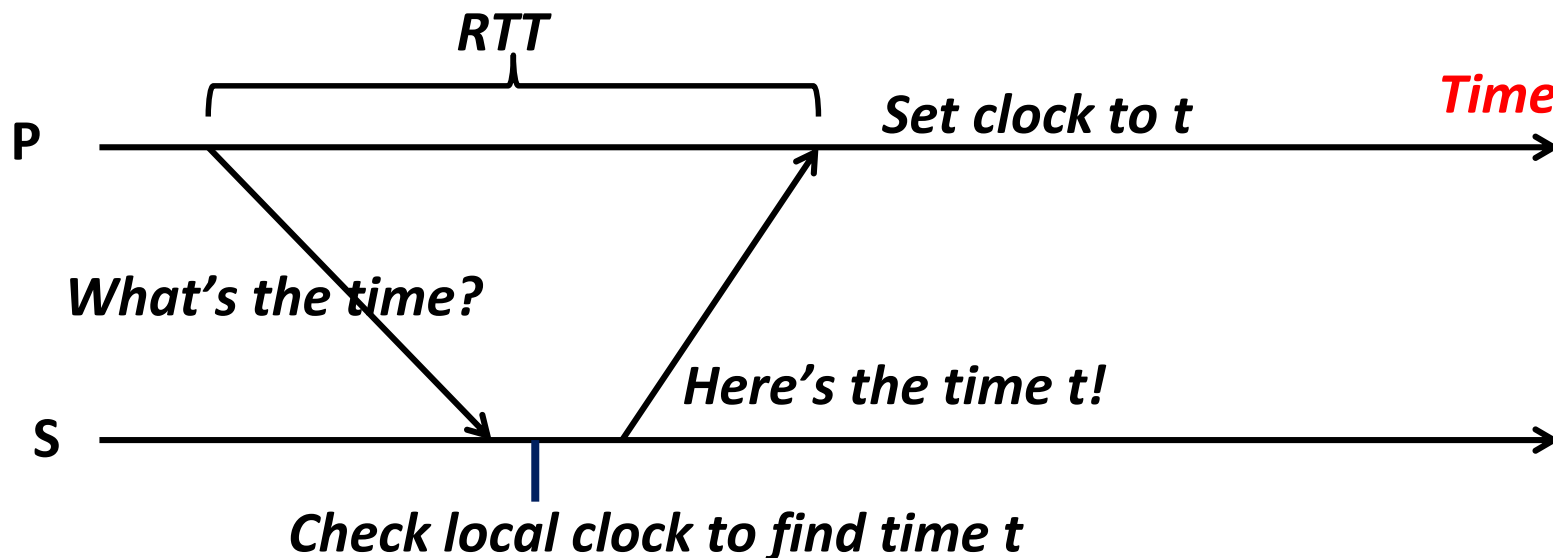 RTT
Time
Set clock to t
P
What’s the time?
Here’s the time t!
S
Check local clock to find time t